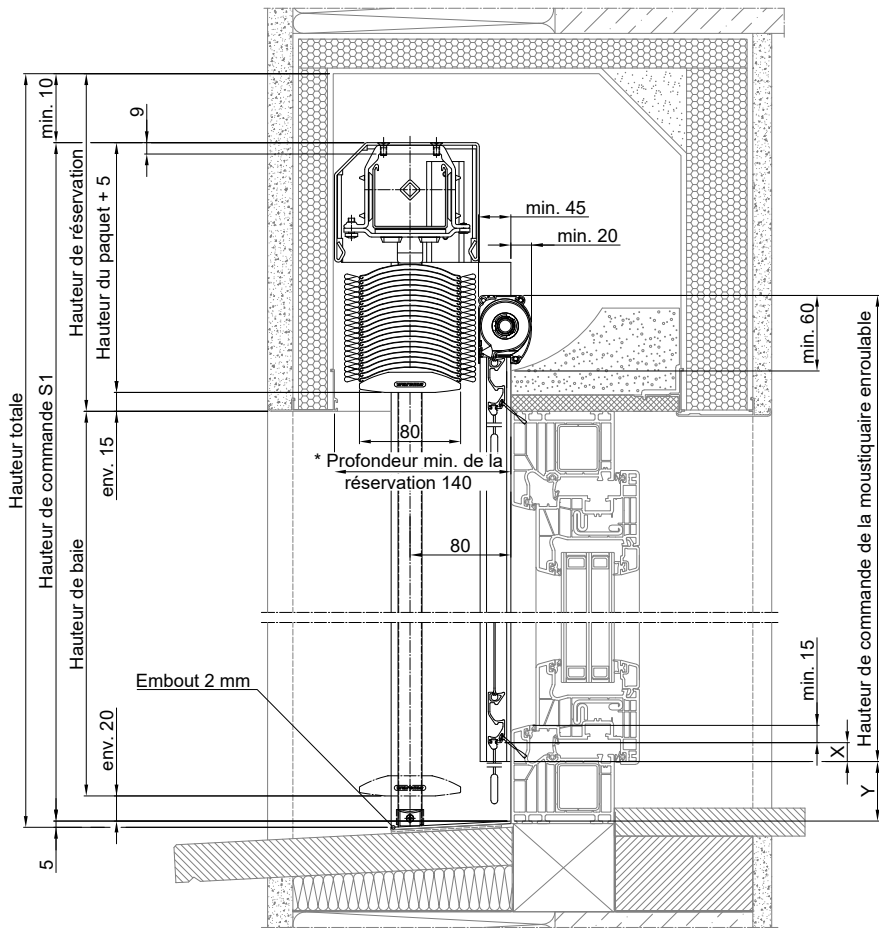 min. 10
9
Hauteur de réservation
Hauteur du paquet + 5
Hauteur totale
Hauteur de commande S1
min. 45
min. 20
min. 60
Hauteur de commande de la moustiquaire enroulable
env. 15
80
* Profondeur min. de la
réservation 140
80
Hauteur de baie
Embout 2 mm
env. 20
min. 15
X
Y
5